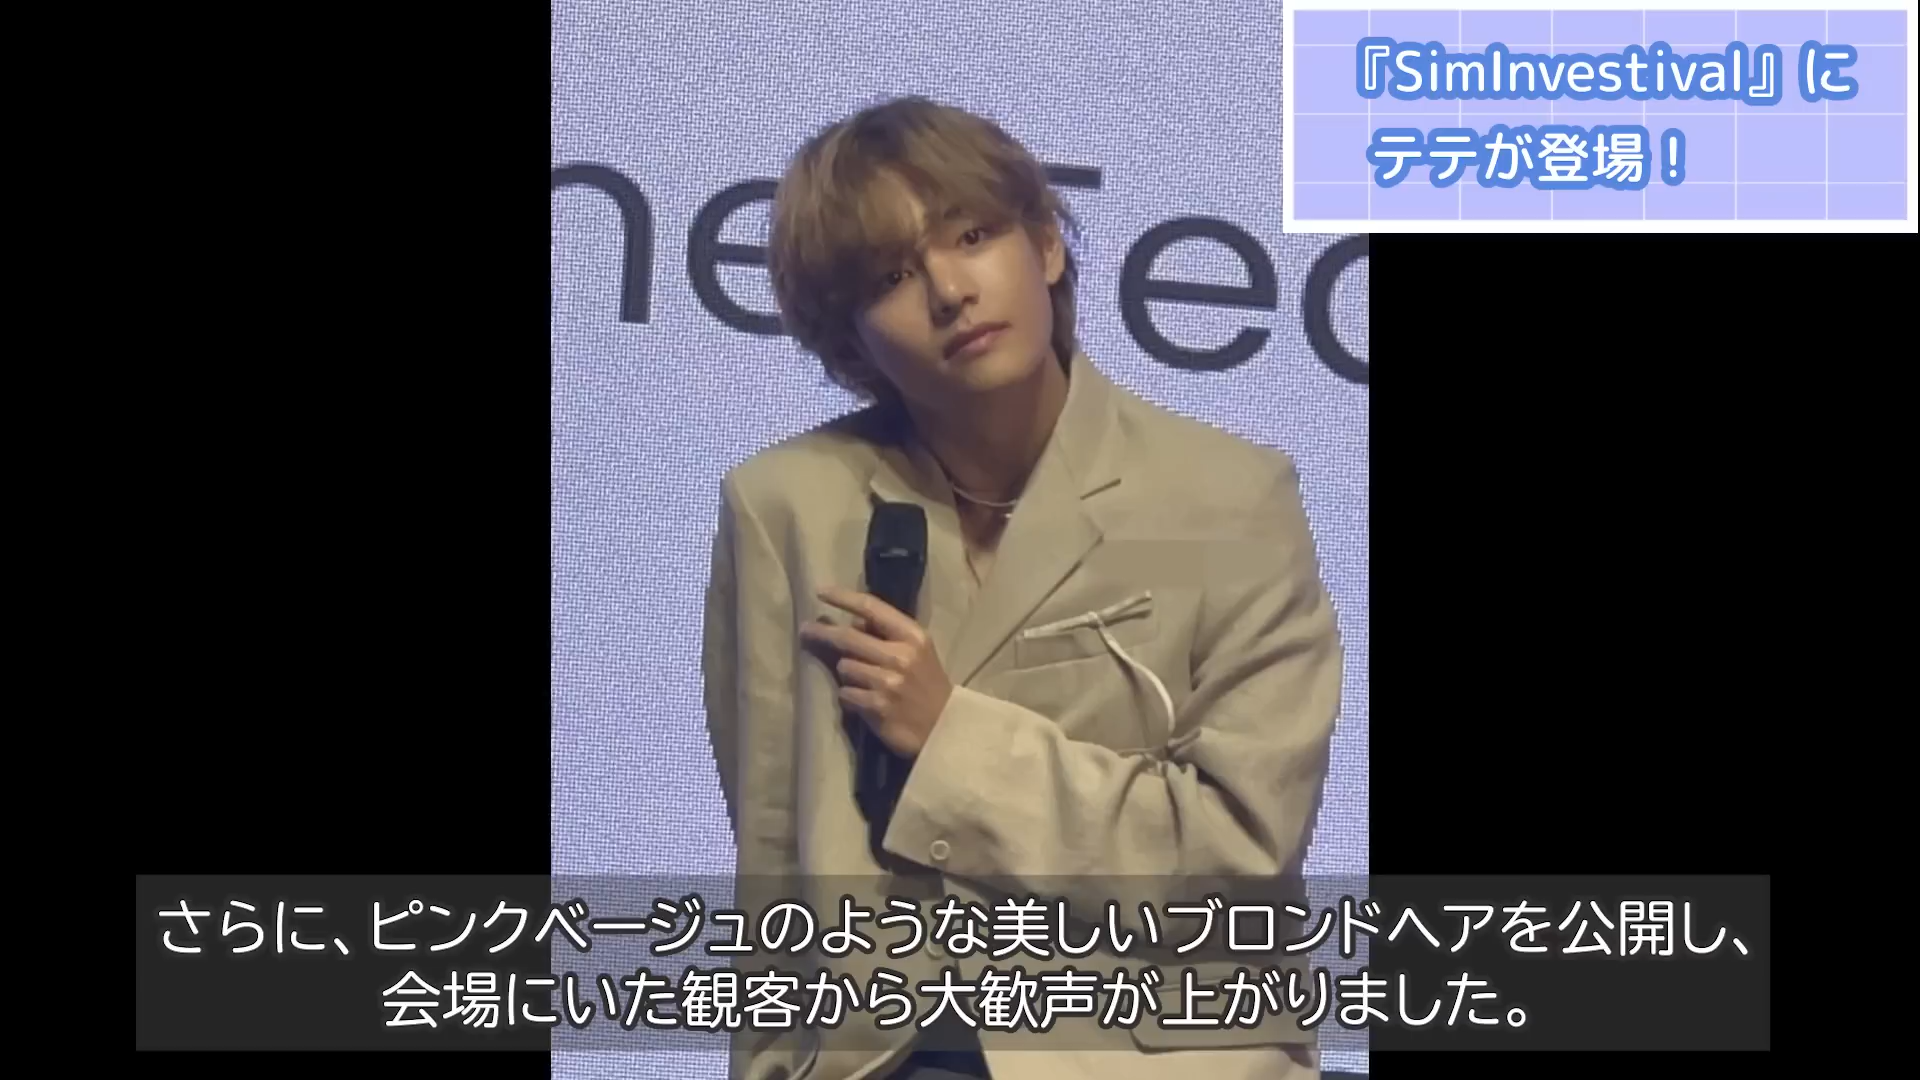 『SimInvestival』に
テテが登場！
ne Tec
さらに、ピンクベージュのような美しいブロンドヘアを公開し、
会場にいた観客から大歓声が上がりました。